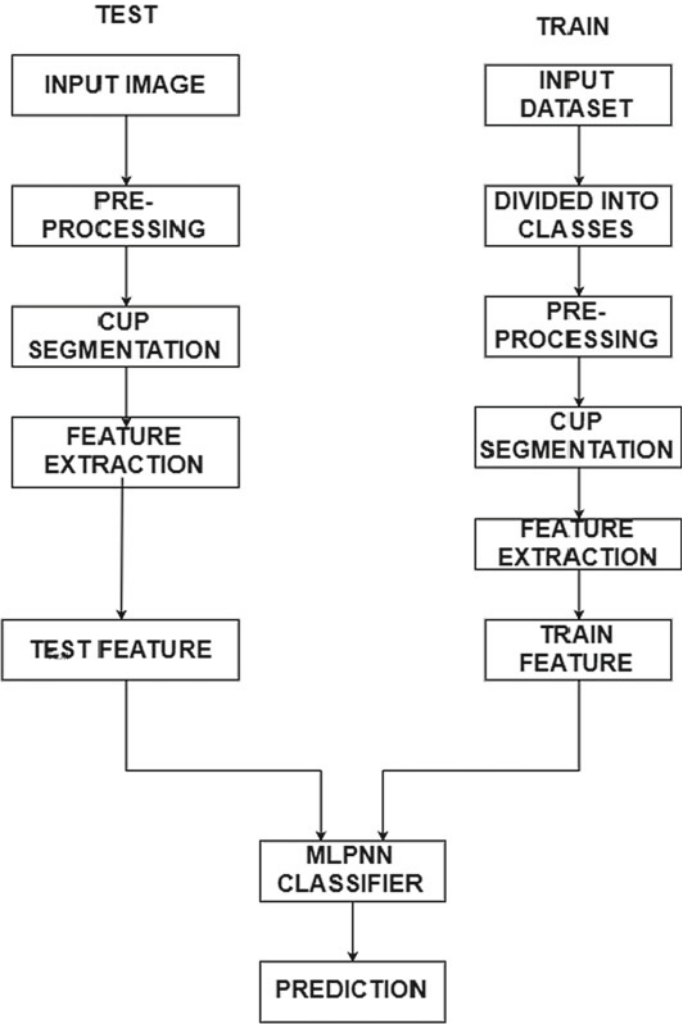 TEST
INPUT IMAGE
PRE-
PROCESSING
CUP
SEGMENTATION
FEATURE
EXTRACTION
TEST FEATURE
TRAIN
INPUT
DATASET
DIVIDED INTO
CLASSES
PRE-
PROCESSING
CUP
SEGMENTATION
FEATURE
EXTRACTION
TRAIN
FEATURE
MLPNN
CLASSIFIER
PREDICTION